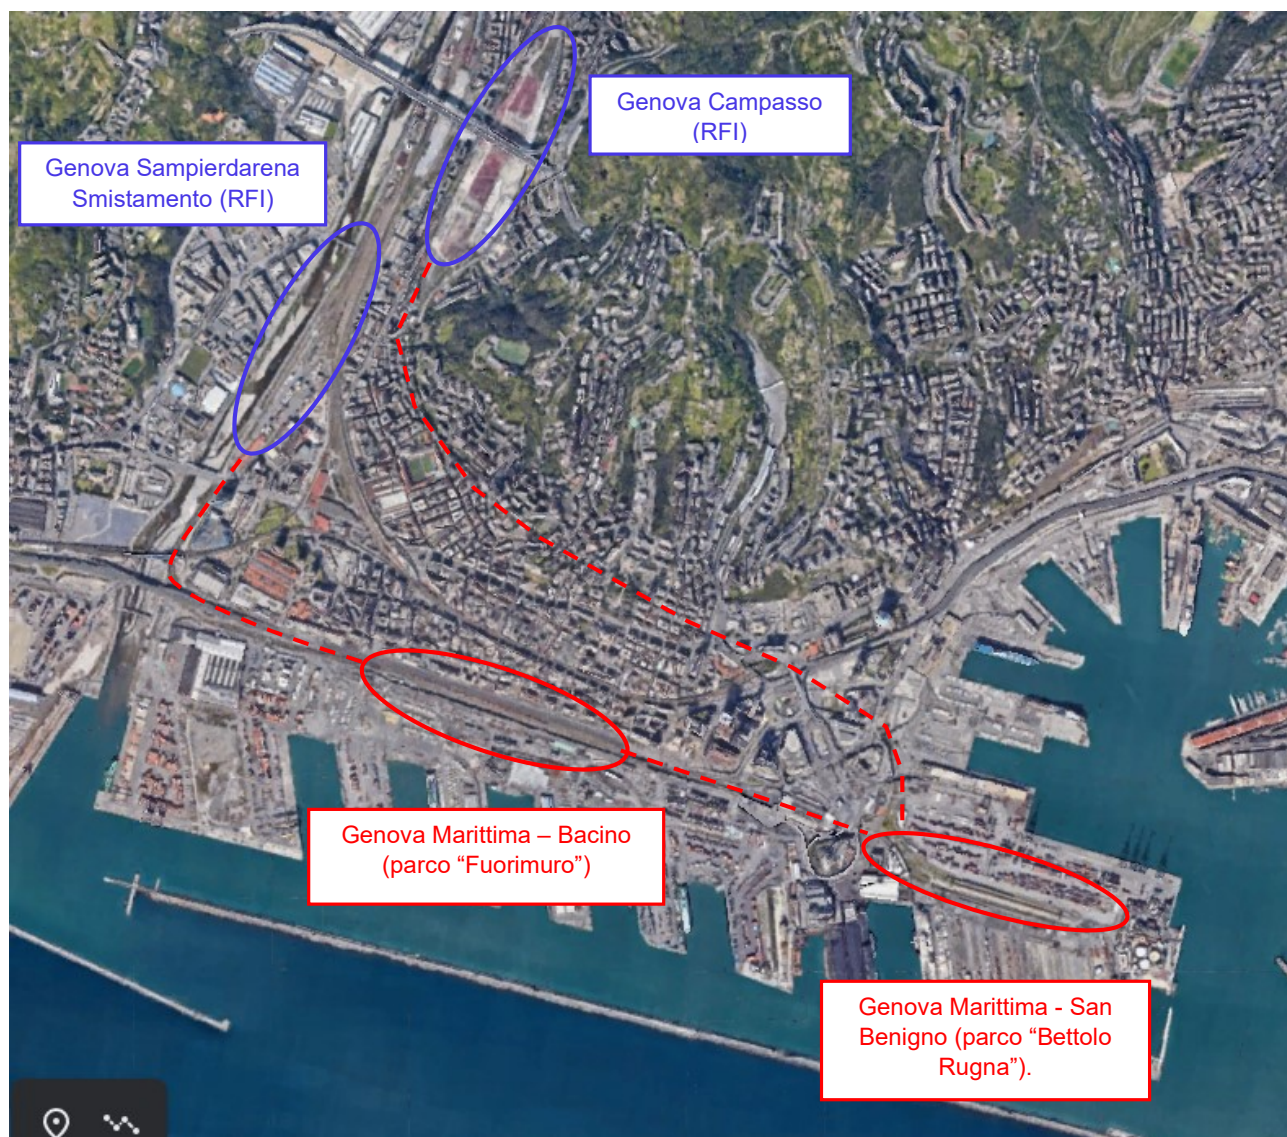 Genova Campasso
(RFI)
Genova Sampierdarena
Smistamento (RFI)
Genova Marittima – Bacino
(parco “Fuorimuro”)
Genova Marittima - San
Benigno (parco “Bettolo
Rugna”).